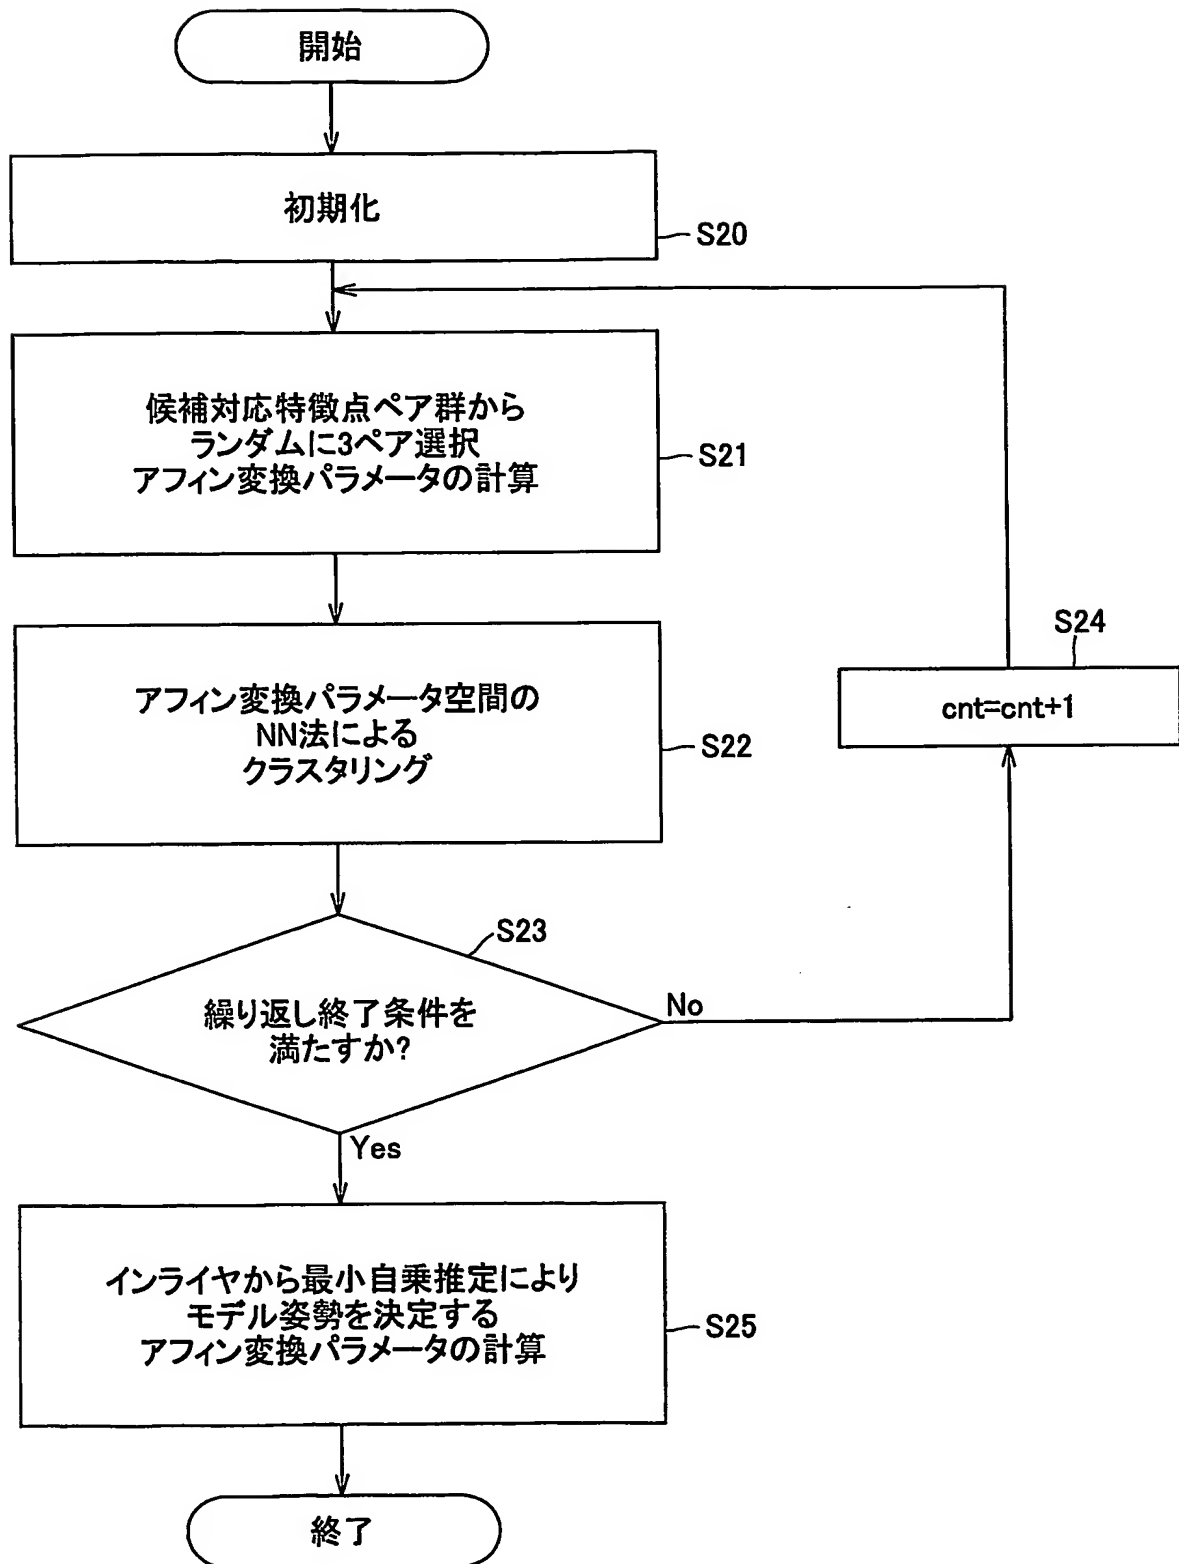 開始
初期化
S20
候補対応特徴点ペア群から
ランダムに3ペア選択
アフィン変換パラメータの計算
S21
アフィン変換パラメータ空間の
NN法による
クラスタリング
S22
S24
cnt=cnt+1
S23
繰り返し終了条件を
満たすか?
No
Yes
インライヤから最小自乗推定により
モデル姿勢を決定する
アフィン変換パラメータの計算
S25
終了